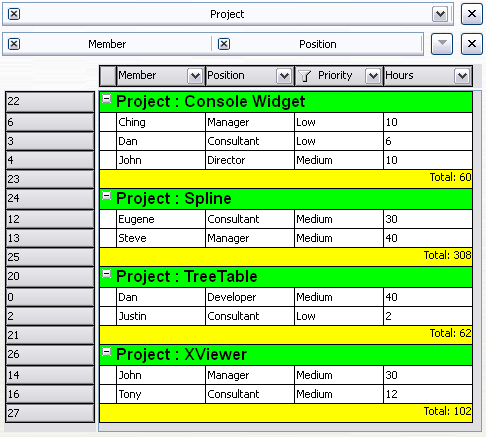 Project
Member Position
Member Position Priority Hours
22 Project : Console Widget
6 Ching Manager Low 10
3 Dan Consultant Low 6
4 John Director Medium 10
23 Total: 60
24 Project : Spline
12 Eugene Consultant Medium 30
13 Steve Manager Medium 40
25 Total: 308
20 Project : TreeTable
0 Dan Developer Medium 40
2 Justin Consultant Low 2
21 Total: 62
26 Project : XViewer
14 John Manager Medium 30
16 Tony Consultant Medium 12
27 Total: 102